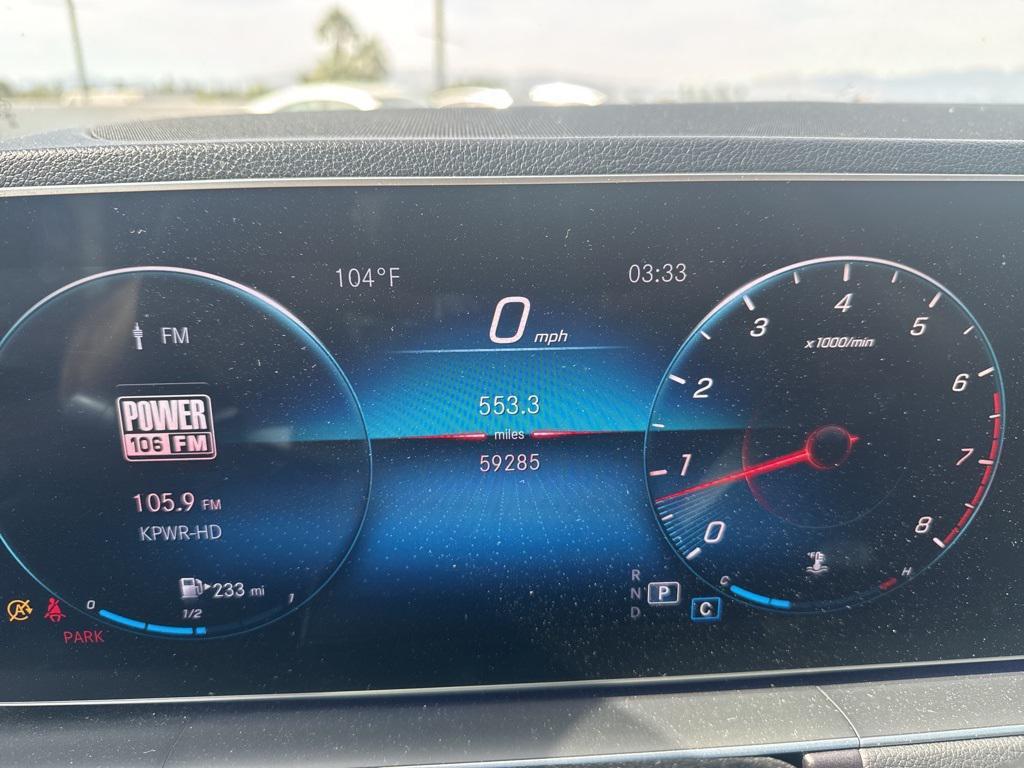 104°F
03:33
0 mph
FM
POWER
106 FM
105.9 FM
KPWR-HD
233 mi
0 1/2 1
PARK
553.3
miles
59285
x1000/min
0 1 2 3 4 5 6 7 8
C H
R
N
D
P
C
A